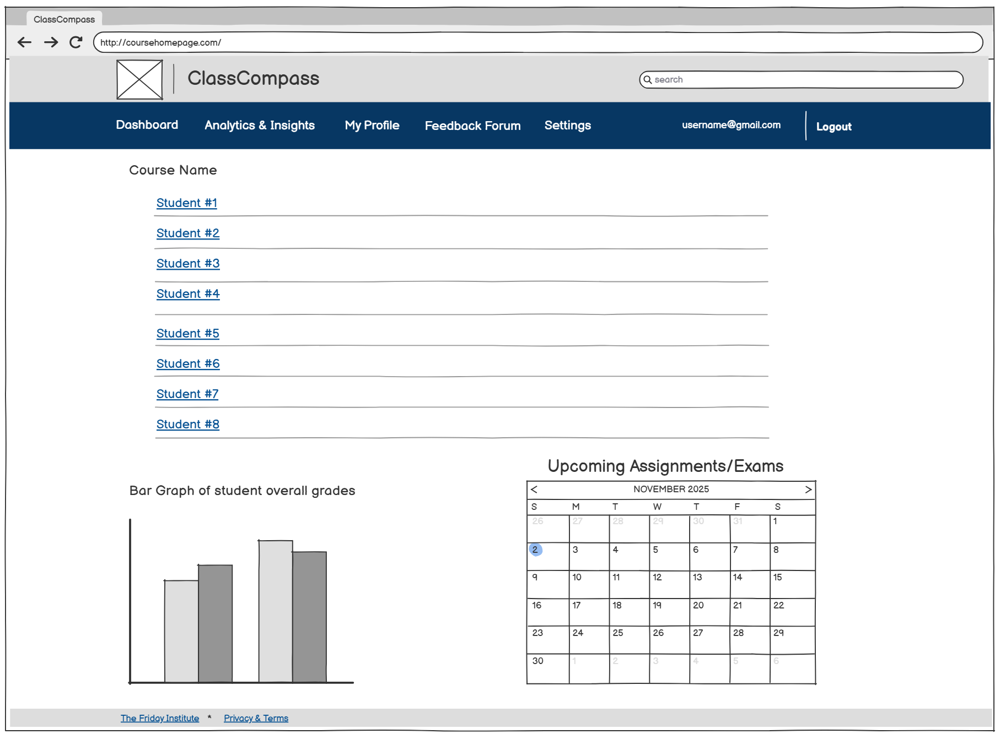 ClassCompass
http://coursehomepage.com/
ClassCompass
search
Dashboard Analytics & Insights My Profile Feedback Forum Settings username@gmail.com Logout
Course Name
Student #1
Student #2
Student #3
Student #4
Student #5
Student #6
Student #7
Student #8
Bar Graph of student overall grades
Upcoming Assignments/Exams
< NOVEMBER 2025 >
S M T W T F S
26 27 28 29 30 31 1
2 3 4 5 6 7 8
9 10 11 12 13 14 15
16 17 18 19 20 21 22
23 24 25 26 27 28 29
30 1 2 3 4 5 6
The Friday Institute * Privacy & Terms